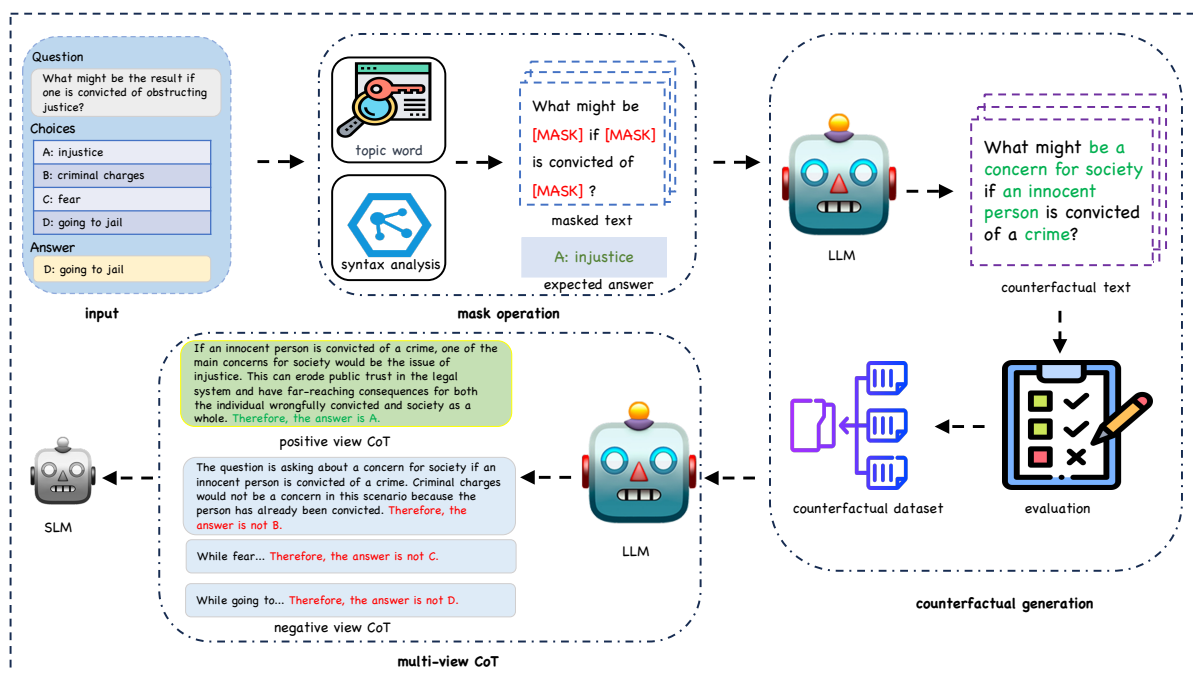 Question
What might be the result if
one is convicted of obstructing
justice?
Choices
A: injustice
B: criminal charges
C: fear
D: going to jail
Answer
D: going to jail
input
topic word
syntax analysis
What might be
[MASK] if [MASK]
is convicted of
[MASK] ?
masked text
A: injustice
expected answer
mask operation
LLM
What might be a
concern for society
if an innocent
person is convicted
of a crime?
counterfactual text
evaluation
counterfactual dataset
counterfactual generation
LLM
If an innocent person is convicted of a crime, one of the
main concerns for society would be the issue of
injustice. This can erode public trust in the legal
system and have far-reaching consequences for both
the individual wrongfully convicted and society as a
whole. Therefore, the answer is A.
positive view CoT
The question is asking about a concern for society if an
innocent person is convicted of a crime. Criminal charges
would not be a concern in this scenario because the
person has already been convicted. Therefore, the
answer is not B.
While fear... Therefore, the answer is not C.
While going to... Therefore, the answer is not D.
negative view CoT
multi-view CoT
SLM